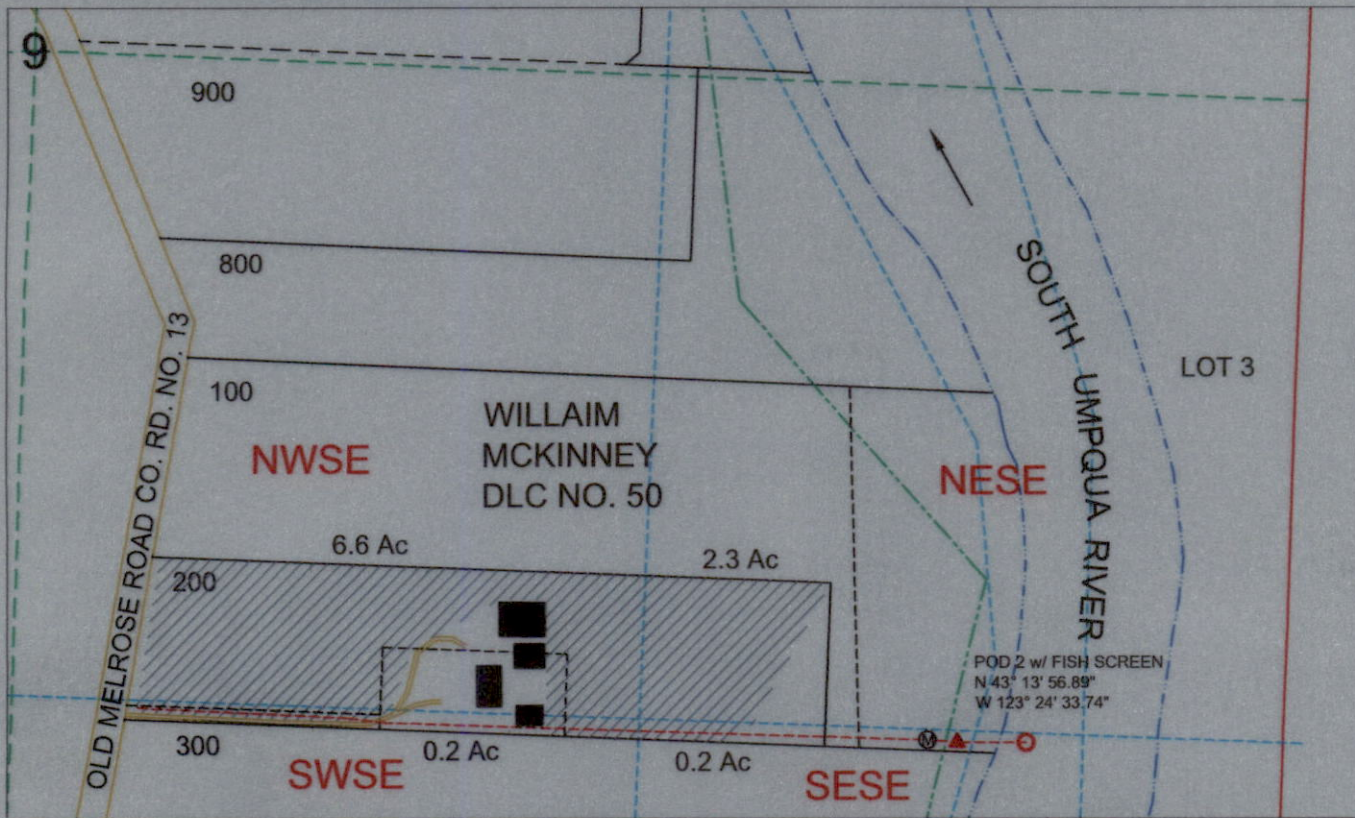 9
900
800
OLD MELROSE ROAD CO. RD. NO. 13
100
NWSE
WILLAIM
MCKINNEY
DLC NO. 50
NESE
SOUTH UMPQUA RIVER
LOT 3
6.6 Ac
2.3 Ac
200
POD 2 w/ FISH SCREEN
N 43° 13' 56.89"
W 123° 24' 33.74"
M
300
0.2 Ac
0.2 Ac
SWSE
SESE